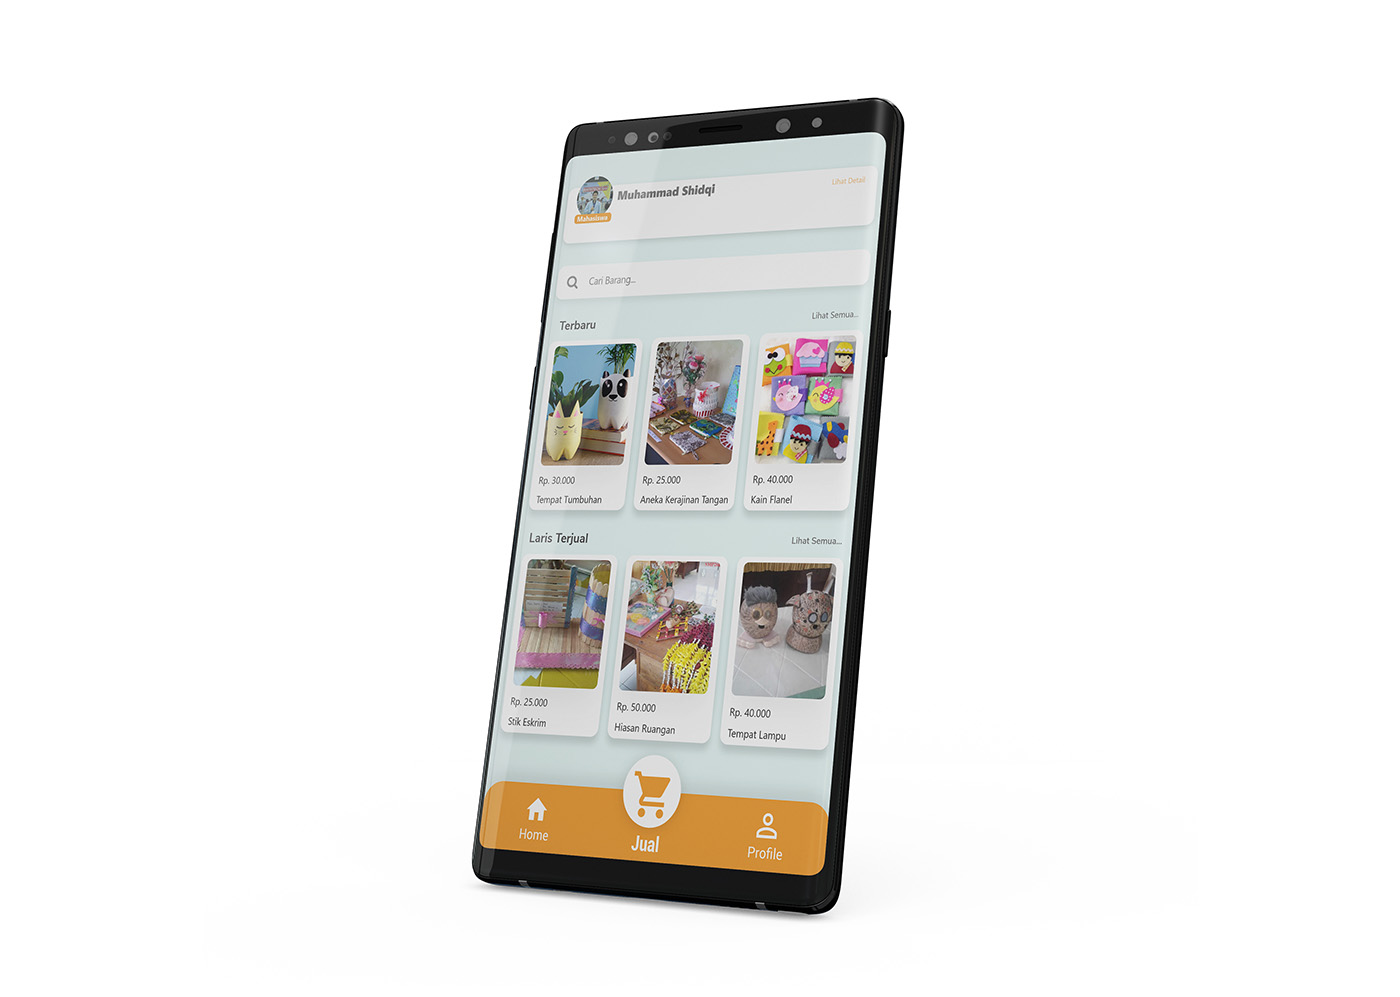 Muhammad Shidqi
Lihat Detail
Mahasiswa
Cari Barang...
Terbaru
Lihat Semua...
Rp. 30.000
Tempat Tumbuhan
Rp. 25.000
Aneka Kerajinan Tangan
Rp. 40.000
Kain Flanel
Laris Terjual
Lihat Semua...
Rp. 25.000
Stik Eskrim
Rp. 50.000
Hiasan Ruangan
Rp. 40.000
Tempat Lampu
Home
Jual
Profile